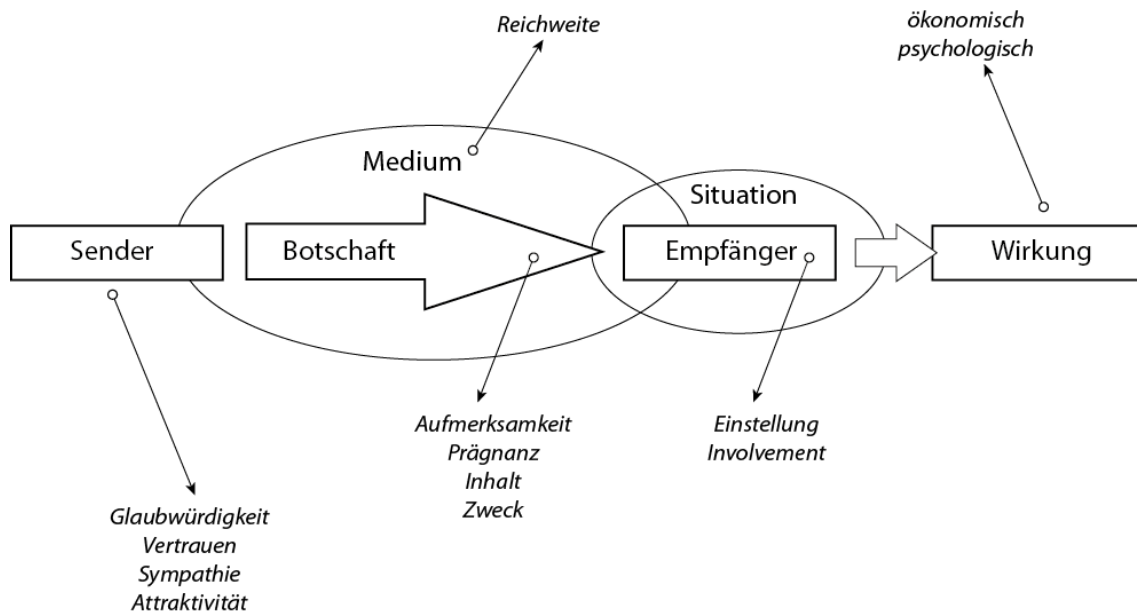 Reichweite
ökonomisch
psychologisch
Medium
Situation
Sender
Botschaft
Empfänger
Wirkung
Aufmerksamkeit
Prägnanz
Inhalt
Zweck
Einstellung
Involvement
Glaubwürdigkeit
Vertrauen
Sympathie
Attraktivität